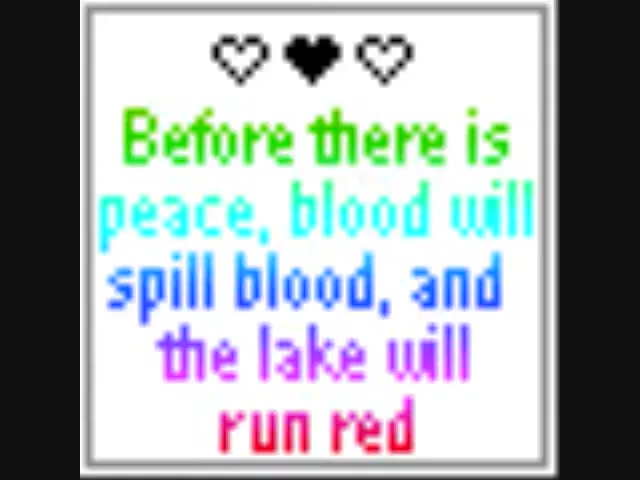 Before there is
peace, blood will
spill blood, and
the lake will
run red